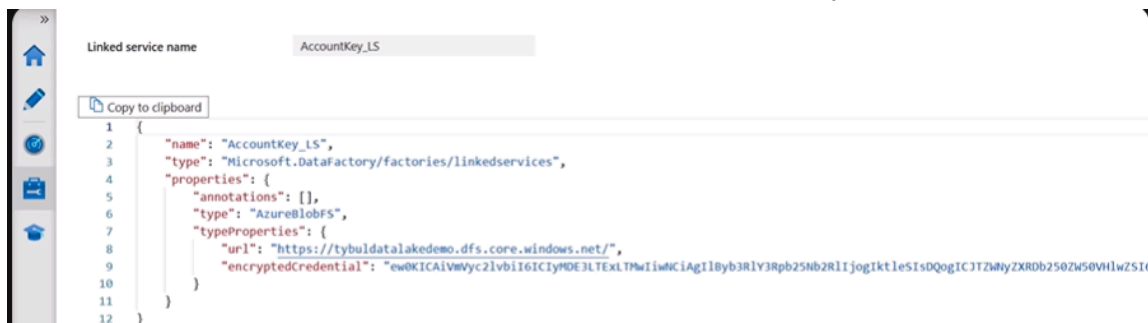 »
Linked service name AccountKey_LS
Copy to clipboard
1 {
2 "name": "AccountKey_LS",
3 "type": "Microsoft.DataFactory/factories/linkedservices",
4 "properties": {
5 "annotations": [],
6 "type": "AzureBlobFS",
7 "typeProperties": {
8 "url": "https://tybuldatalakedemo.dfs.core.windows.net/",
9 "encryptedCredential":
10 }
11 }
12 }